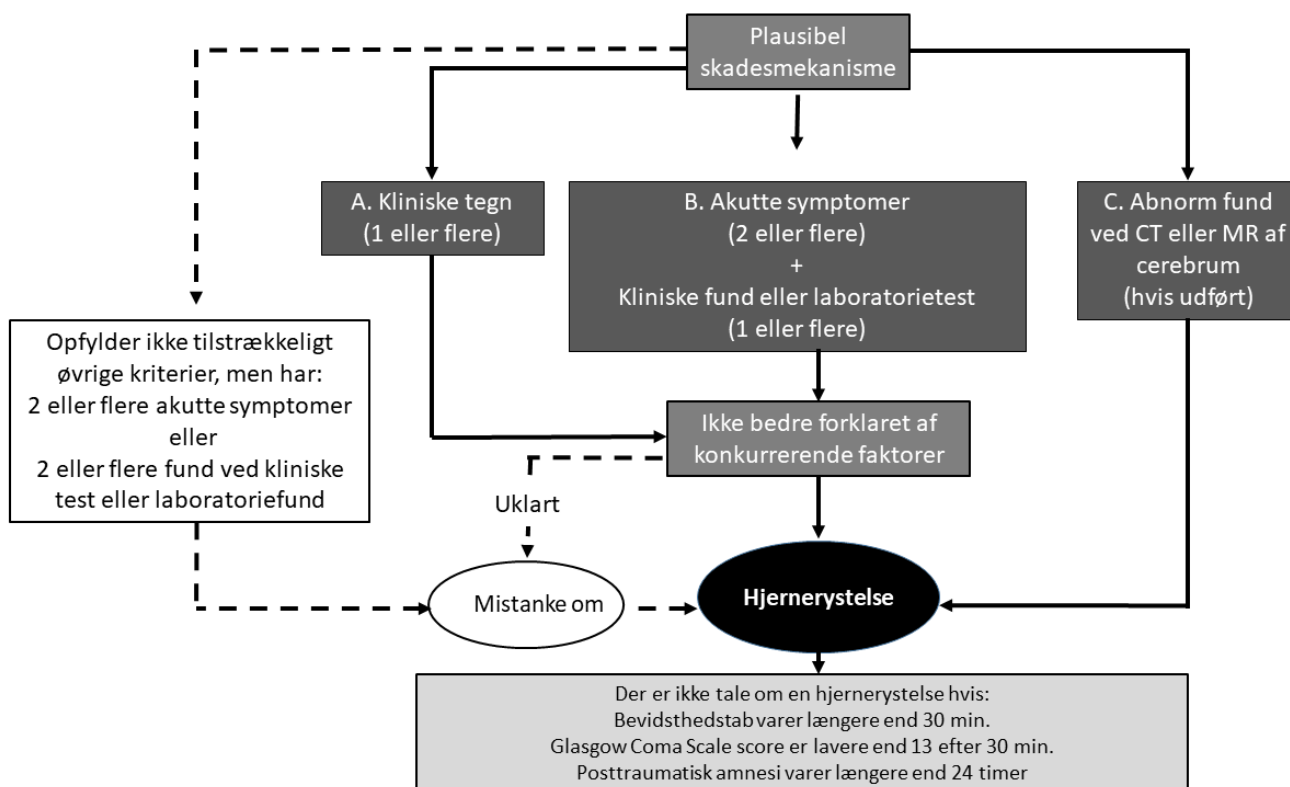 Plausibel
skadesmekanisme
A. Kliniske tegn
(1 eller flere)
B. Akutte symptomer
(2 eller flere)
+
Kliniske fund eller laboratorietest
(1 eller flere)
C. Abnorm fund
ved CT eller MR af
cerebrum
(hvis udført)
Opfylder ikke tilstrækkeligt
øvrige kriterier, men har:
2 eller flere akutte symptomer
eller
2 eller flere fund ved kliniske
test eller laboratoriefund
Ikke bedre forklaret af
konkurrerende faktorer
Uklart
Mistanke om
Hjernerystelse
Der er ikke tale om en hjernerystelse hvis:
Bevidsthedstab varer længere end 30 min.
Glasgow Coma Scale score er lavere end 13 efter 30 min.
Posttraumatisk amnesi varer længere end 24 timer